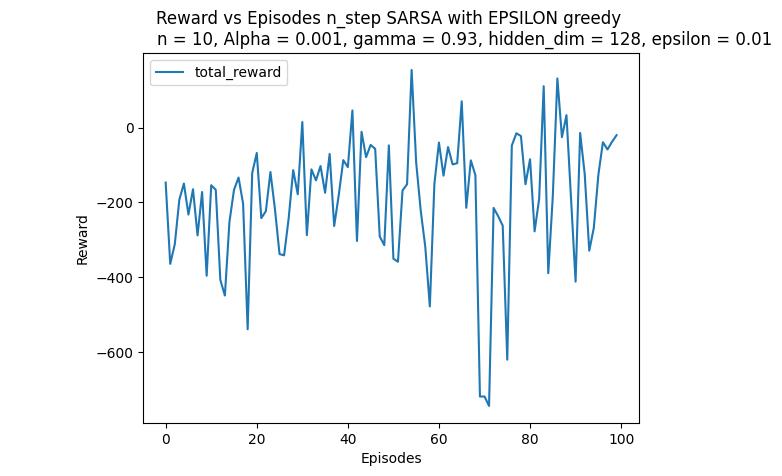 Reward vs Episodes n_step SARSA with EPSILON greedy
n = 10, Alpha = 0.001, gamma = 0.93, hidden_dim = 128, epsilon = 0.01
total_reward
0
−200
−400
−600
Reward
0 20 40 60 80 100
Episodes